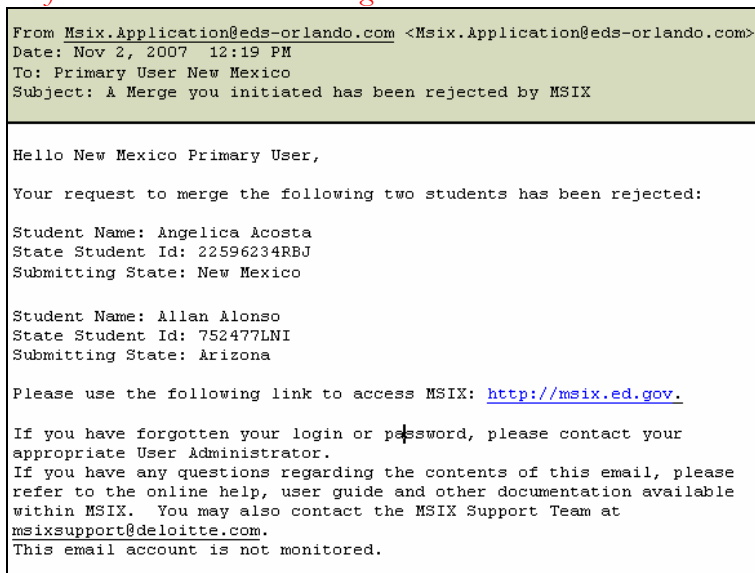 From Msix.Application@eds-orlando.com <Msix.Application@eds-orlando.com>
Date: Nov 2, 2007  12:19 PM
To: Primary User New Mexico
Subject: A Merge you initiated has been rejected by MSIX
Hello New Mexico Primary User,
Your request to merge the following two students has been rejected:
Student Name: Angelica Acosta
State Student Id: 22596234RBJ
Submitting State: New Mexico
Student Name: Allan Alonso
State Student Id: 752477LNI
Submitting State: Arizona
Please use the following link to access MSIX: http://msix.ed.gov.
If you have forgotten your login or password, please contact your
appropriate User Administrator.
If you have any questions regarding the contents of this email, please
refer to the online help, user guide and other documentation available
within MSIX.  You may also contact the MSIX Support Team at
msixsupport@deloitte.com.
This email account is not monitored.